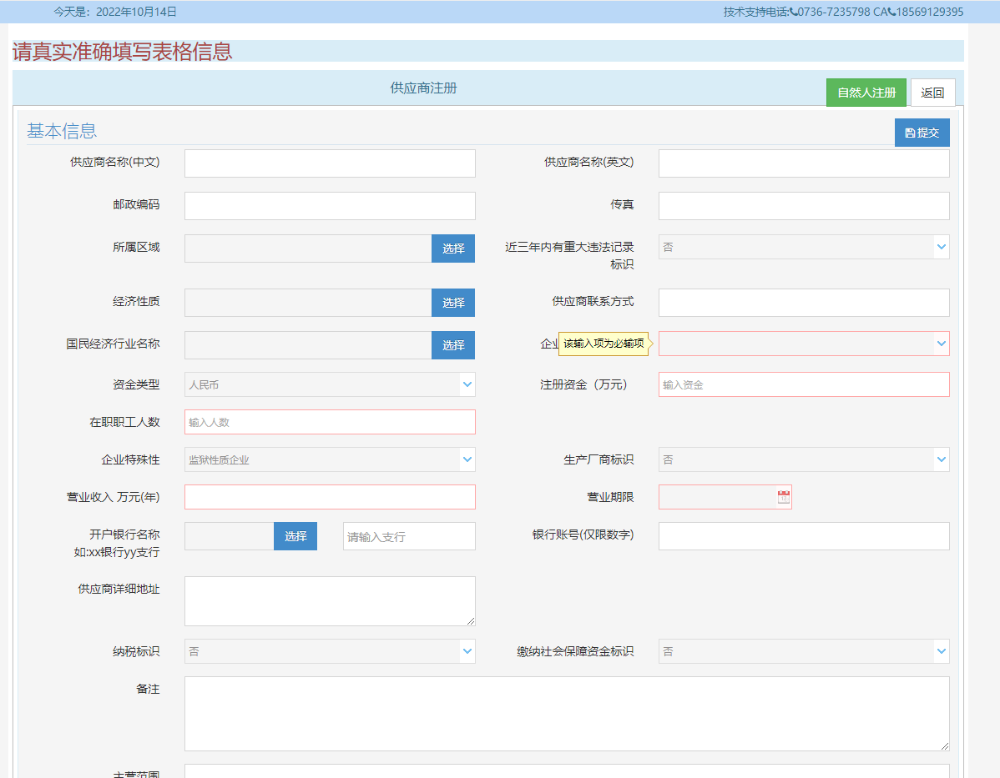 今天是：2022年10月14日
技术支持电话:0736-7235798 CA18569129395
请真实准确填写表格信息
供应商注册
自然人注册
返回
基本信息
提交
供应商名称(中文)
供应商名称(英文)
邮政编码
传真
所属区域
选择
近三年内有重大违法记录
标识
否
经济性质
选择
供应商联系方式
国民经济行业名称
选择
企业
该输入项为必输项
资金类型
人民币
注册资金（万元）
输入资金
在职职工人数
输入人数
企业特殊性
监狱性质企业
生产厂商标识
否
营业收入 万元(年)
营业期限
开户银行名称
如:xx银行yy支行
选择
请输入支行
银行账号(仅限数字)
供应商详细地址
纳税标识
否
缴纳社会保障资金标识
否
备注
主营范围